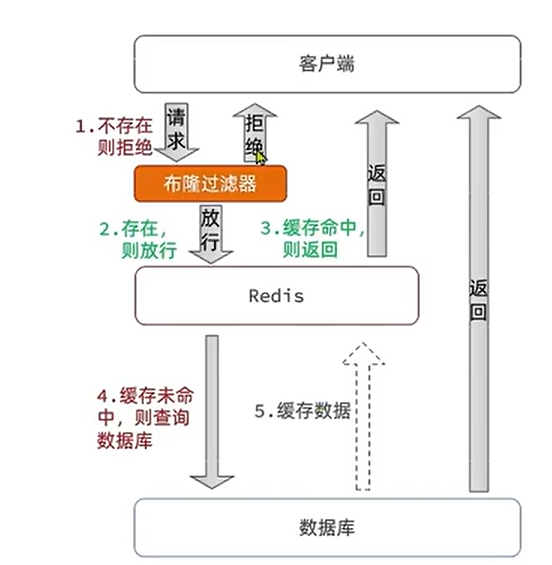 客户端
1.不存在
则拒绝
请求
拒绝
布隆过滤器
2.存在,
则放行
放行
3.缓存命中,
则返回
返回
返回
Redis
4.缓存未命
中, 则查询
数据库
5.缓存数据
数据库